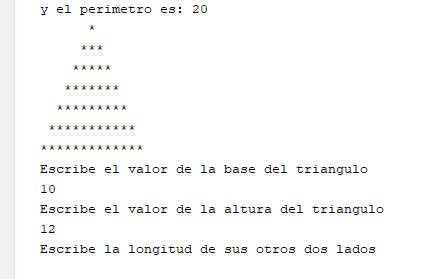 y el perimetro es: 20
*
***
*****
*******
*********
***********
*************
Escribe el valor de la base del triangulo
10
Escribe el valor de la altura del triangulo
12
Escribe la longitud de sus otros dos lados